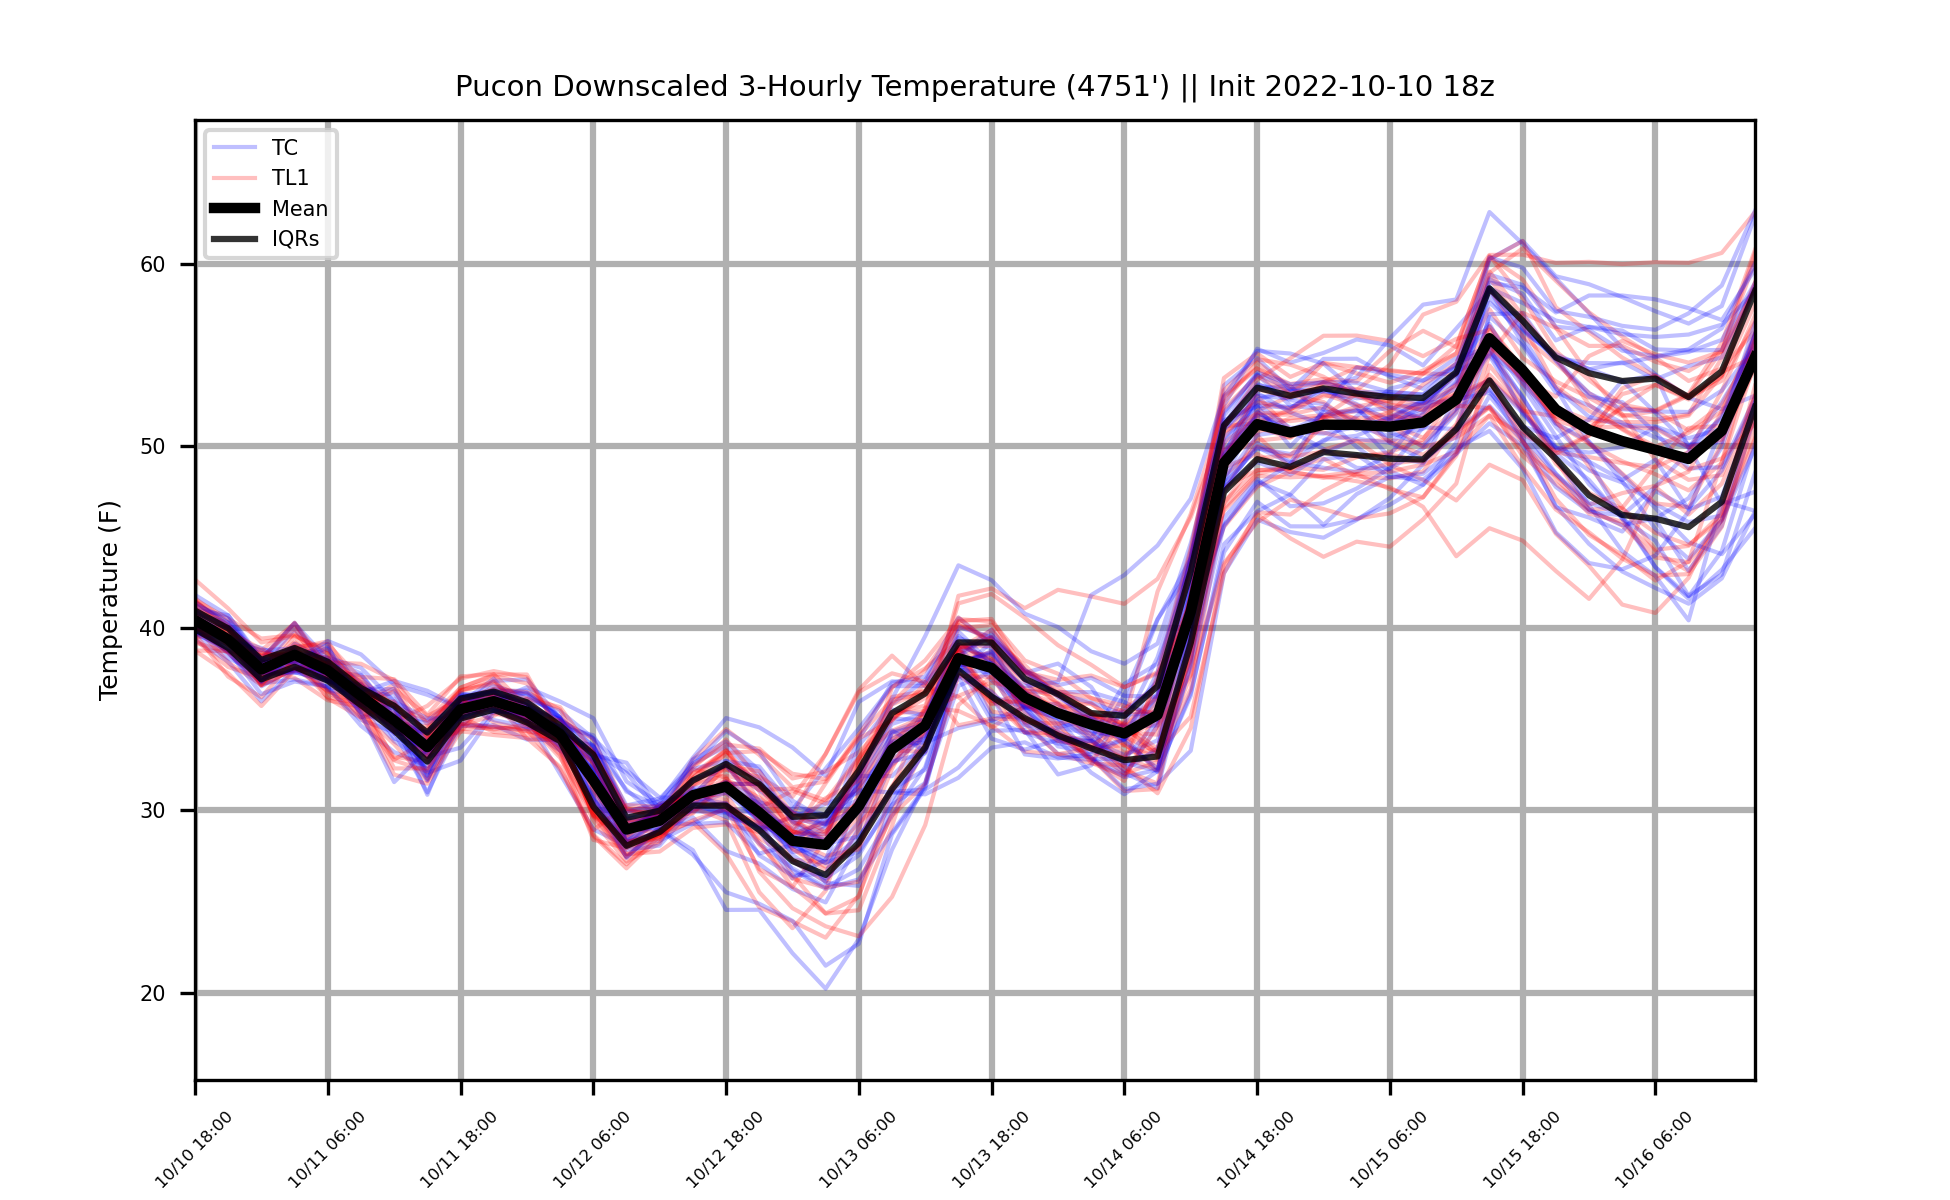 Pucon Downscaled 3-Hourly Temperature (4751') || Init 2022-10-10 18z
TC
TL1
Mean
IQRs
Temperature (F)
60
50
40
30
20
10/10 18:00
10/11 06:00
10/11 18:00
10/12 06:00
10/12 18:00
10/13 06:00
10/13 18:00
10/14 06:00
10/14 18:00
10/15 06:00
10/15 18:00
10/16 06:00